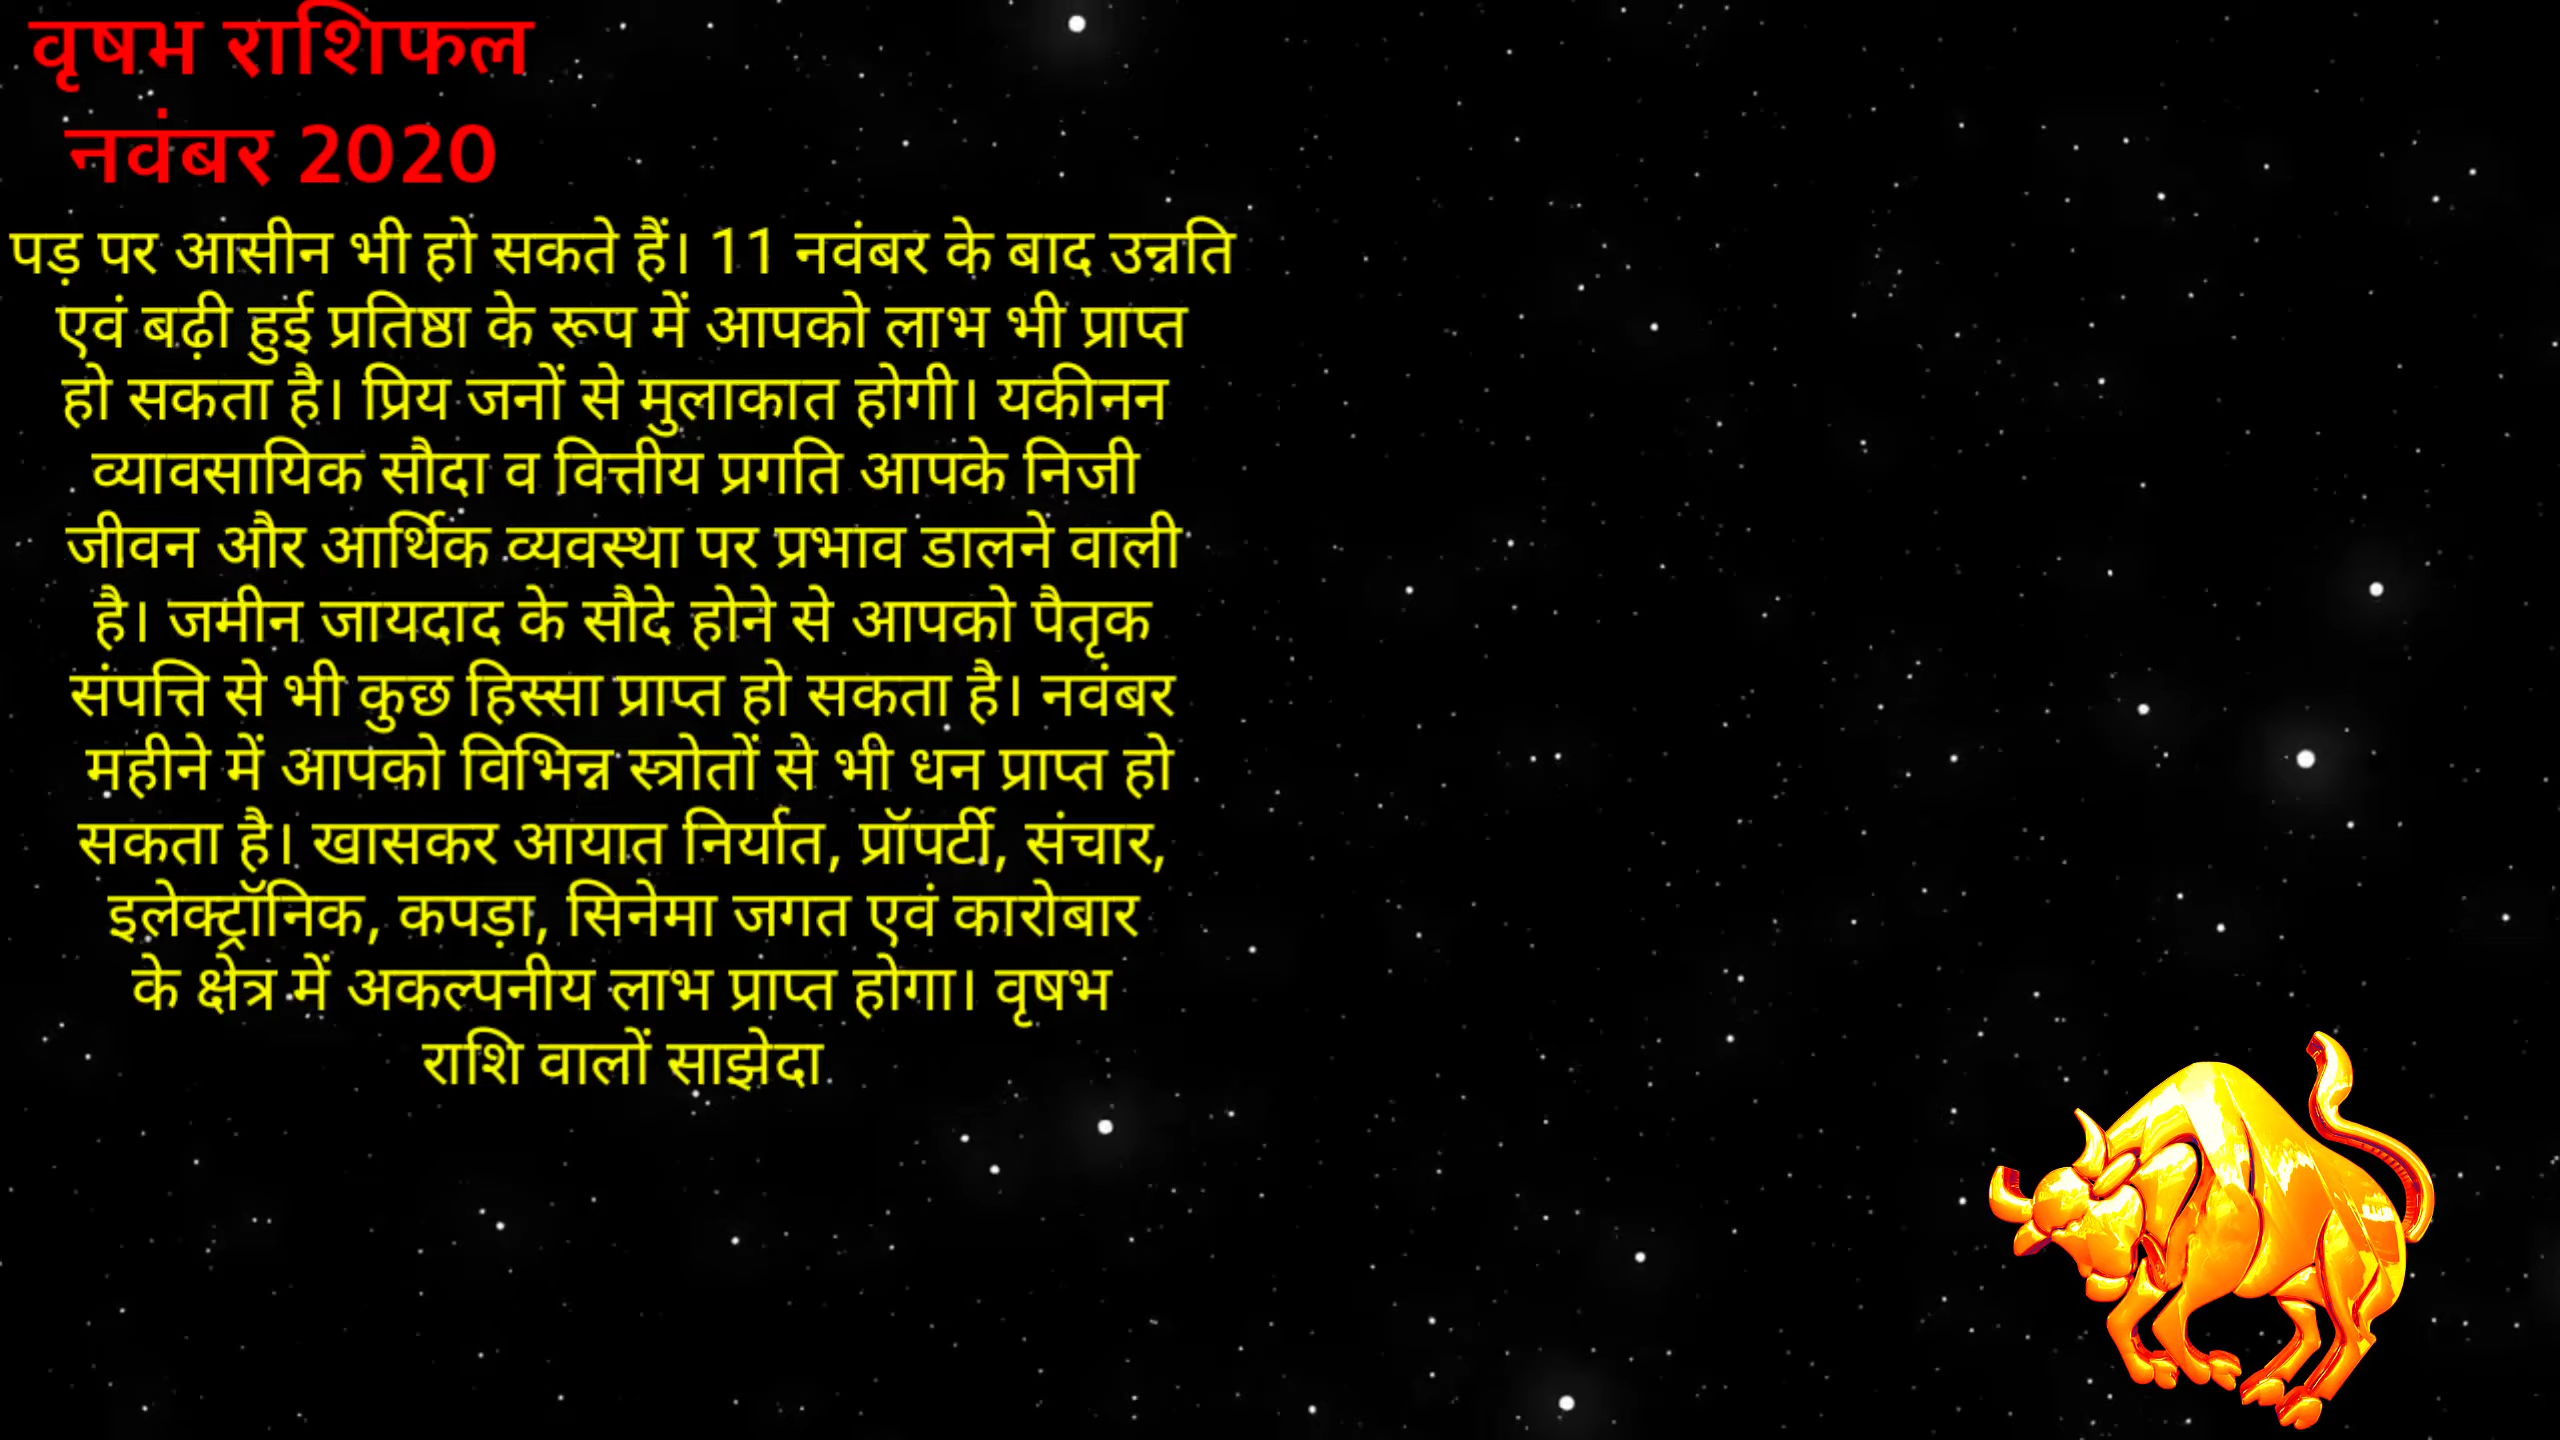 वृषभ राशिफल
नवंबर 2020
पड़ पर आसीन भी हो सकते हैं। 11 नवंबर के बाद उन्नति
एवं बढ़ी हुई प्रतिष्ठा के रूप में आपको लाभ भी प्राप्त
हो सकता है। प्रिय जनों से मुलाकात होगी। यकीनन
व्यावसायिक सौदा व वित्तीय प्रगति आपके निजी
जीवन और आर्थिक व्यवस्था पर प्रभाव डालने वाली
है। जमीन जायदाद के सौदे होने से आपको पैतृक
संपत्ति से भी कुछ हिस्सा प्राप्त हो सकता है। नवंबर
महीने में आपको विभिन्न स्त्रोतों से भी धन प्राप्त हो
सकता है। खासकर आयात निर्यात, प्रॉपर्टी, संचार,
इलेक्ट्रॉनिक, कपड़ा, सिनेमा जगत एवं कारोबार
के क्षेत्र में अकल्पनीय लाभ प्राप्त होगा। वृषभ
राशि वालों साझेदा